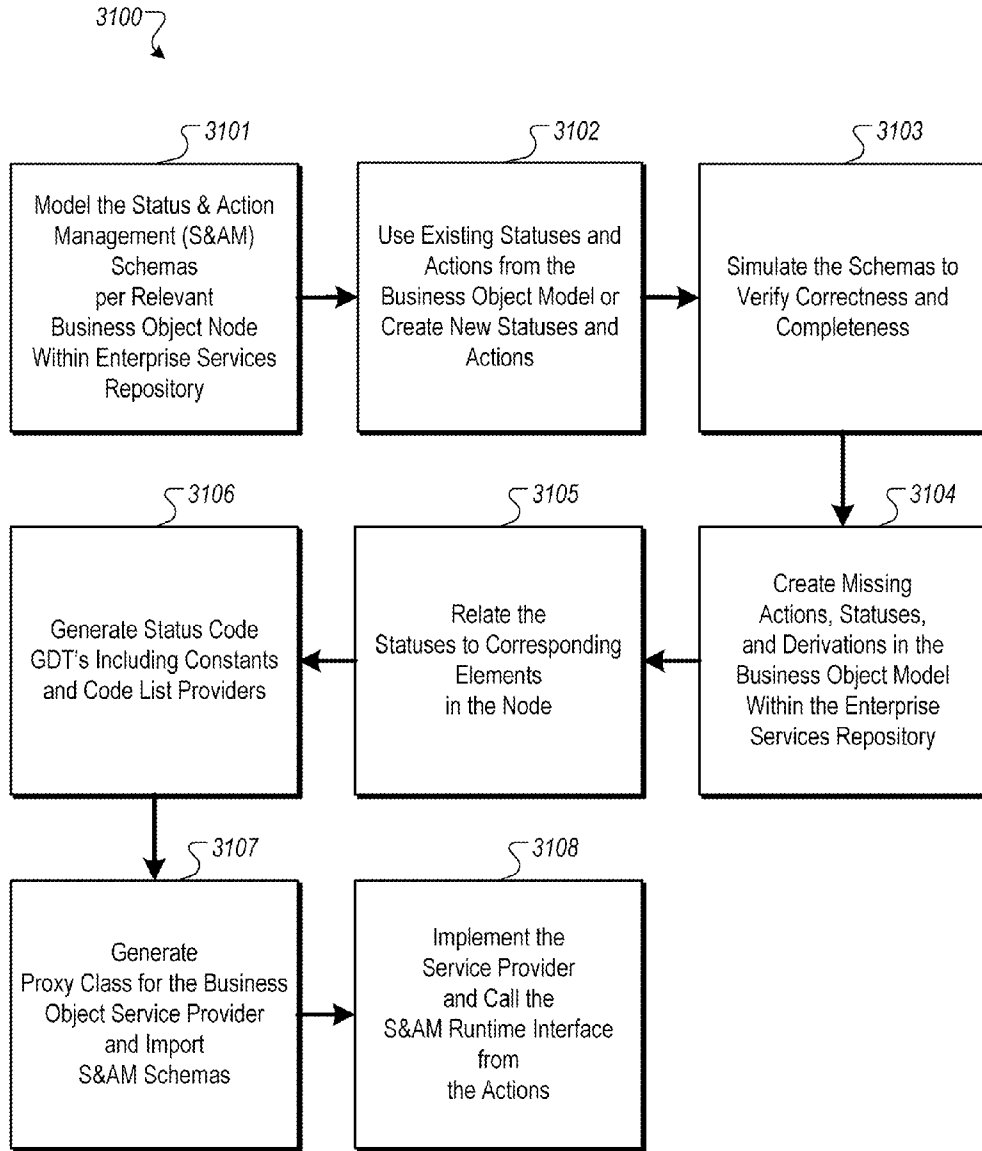 3100
3101
Model the Status & Action
Management (S&AM)
Schemas
per Relevant
Business Object Node
Within Enterprise Services
Repository
3102
Use Existing Statuses and
Actions from the
Business Object Model or
Create New Statuses and
Actions
3103
Simulate the Schemas to
Verify Correctness and
Completeness
3104
Create Missing
Actions, Statuses,
and Derivations in the
Business Object Model
Within the Enterprise
Services Repository
3105
Relate the
Statuses to Corresponding
Elements
in the Node
3106
Generate Status Code
GDT's Including Constants
and Code List Providers
3107
Generate
Proxy Class for the Business
Object Service Provider
and Import
S&AM Schemas
3108
Implement the
Service Provider
and Call the
S&AM Runtime Interface
from
the Actions